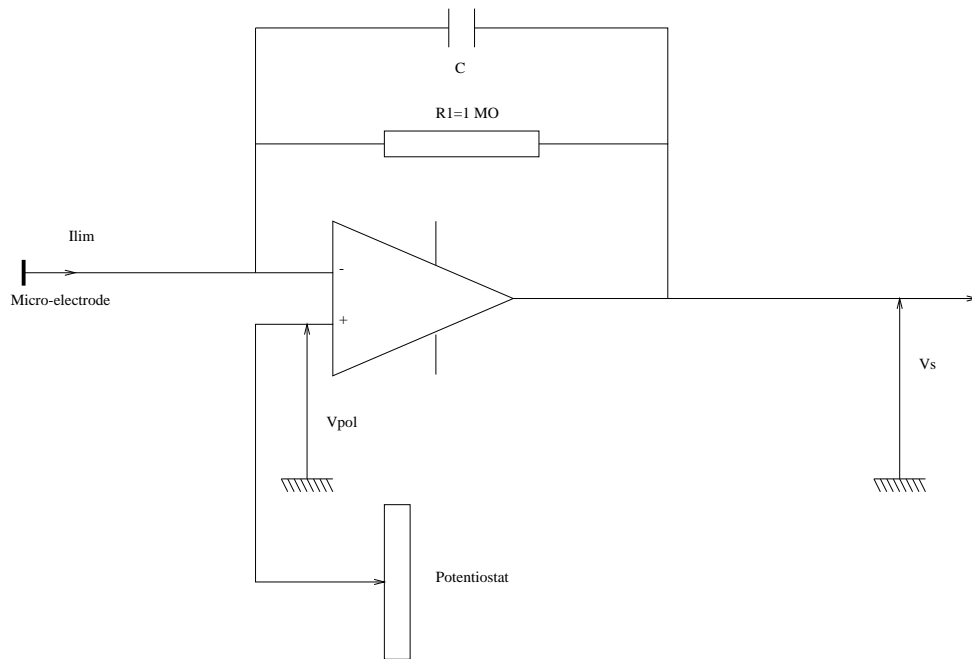 C
R1=1 MO
Ilim
-
Micro-electrode
+
Vs
Vpol
Potentiostat